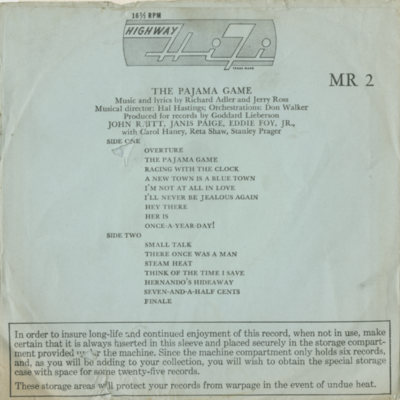 16⅔ RPM
HIGHWAY
Hi-Fi
TRADE MARK
MR 2
THE PAJAMA GAME
Music and lyrics by Richard Adler and Jerry Ross
Musical director: Hal Hastings; Orchestrations: Don Walker
Produced for records by Goddard Lieberson
JOHN RAITT, JANIS PAIGE, EDDIE FOY, JR.,
with Carol Haney, Reta Shaw, Stanley Prager
SIDE ONE
OVERTURE
THE PAJAMA GAME
RACING WITH THE CLOCK
A NEW TOWN IS A BLUE TOWN
I'M NOT AT ALL IN LOVE
I'LL NEVER BE JEALOUS AGAIN
HEY THERE
HER IS
ONCE-A-YEAR-DAY!
SIDE TWO
SMALL TALK
THERE ONCE WAS A MAN
STEAM HEAT
THINK OF THE TIME I SAVE
HERNANDO'S HIDEAWAY
SEVEN-AND-A-HALF CENTS
FINALE
In order to insure long-life and continued enjoyment of this record, when not in use, make
certain that it is always inserted in this sleeve and placed securely in the storage compart-
ment provided under the machine. Since the machine compartment only holds six records,
and, as you will be adding to your collection, you will wish to obtain the special storage
case with space for some twenty-five records.
These storage areas will protect your records from warpage in the event of undue heat.